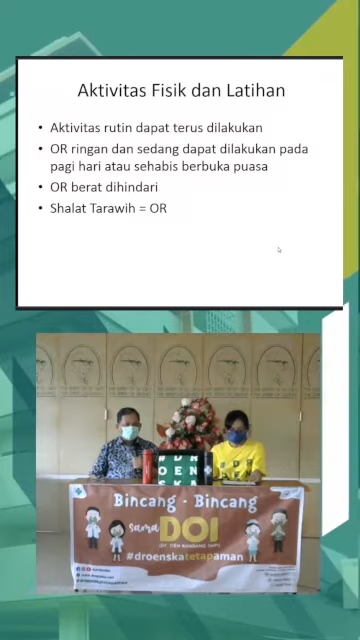 Aktivitas Fisik dan Latihan
• Aktivitas rutin dapat terus dilakukan
• OR ringan dan sedang dapat dilakukan pada
pagi hari atau sehabis berbuka puasa
• OR berat dihindari
• Shalat Tarawih = OR
# D R
O E N
S K A
# D R
O E N
Bincang - Bincang
sama DOI
#droenskatetapaman